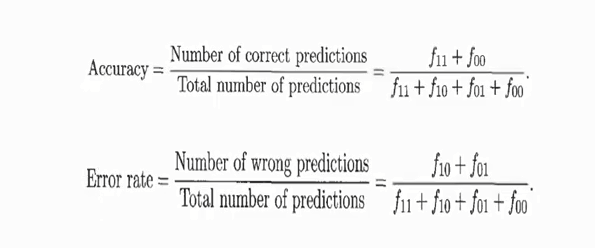 Accuracy = Number of correct predictions / Total number of predictions = f11 + f00 / f11 + f10 + f01 + f00.
Error rate = Number of wrong predictions / Total number of predictions = f10 + f01 / f11 + f10 + f01 + f00.